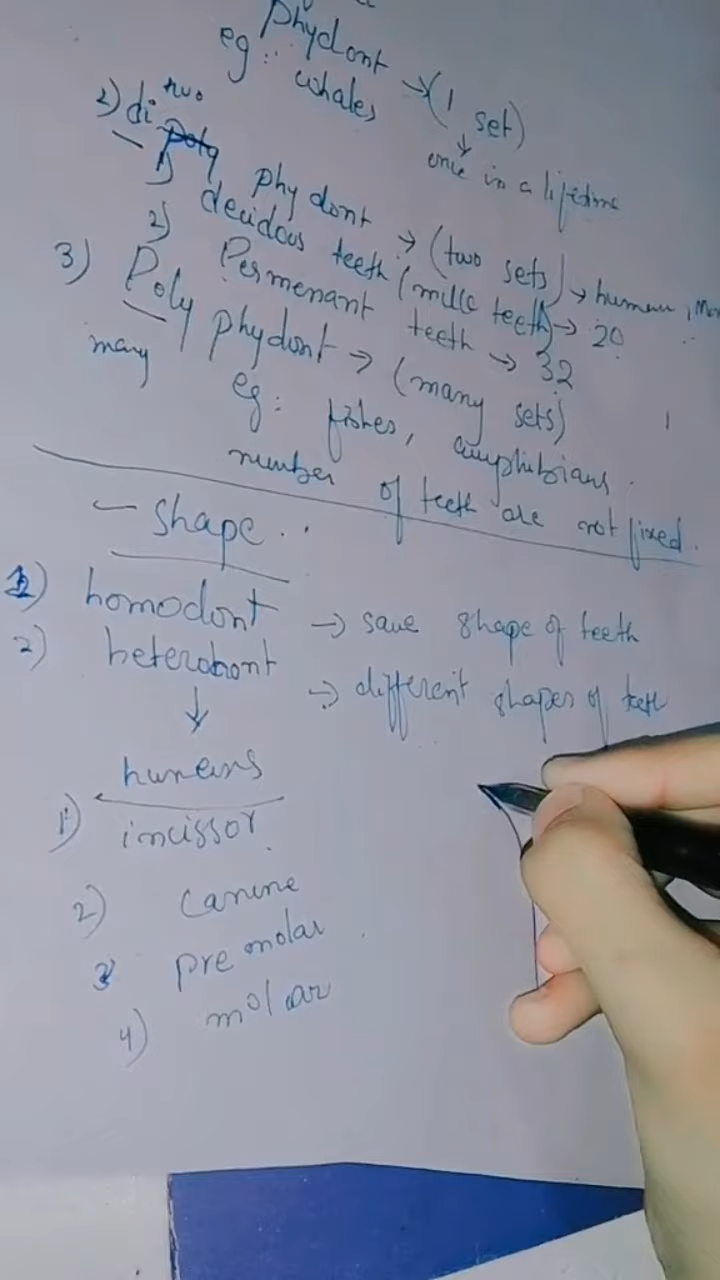 phydont → (1 set)
eg :: whales
↓
once in a lifetime
two
2) di poly phydont → (two sets) → human
1) deuidous teeth (milk teeth) → 20
2) Permenant teeth → 32
3) Poly phydont → (many sets)
many
eg: fishes, amphibians.
number of teeth are not fixed.
– Shape ..
1) homodont → same shape of teeth
2) heterodont → different shapes of teeth
↓
humans
1) incissor
2) canine
3) pre molar
4) molar